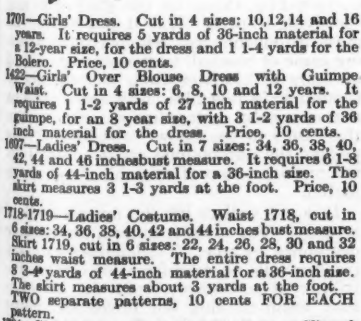 1701—Girls' Dress. Cut in 4 sizes: 10,12,14 and 16
years. It requires 5 yards of 36-inch material for
a 12-year size, for the dress and 1 1-4 yards for the
Bolero. Price, 10 cents.
1422—Girls' Over Blouse Dress with Guimpe
Waist. Cut in 4 sizes: 6, 8, 10 and 12 years. It
requires 1 1-2 yards of 27 inch material for the
guimpe, for an 8 year size, with 3 1-2 yards of 36
inch material for the dress. Price, 10 cents.
1697—Ladies' Dress. Cut in 7 sizes: 34, 36, 38, 40,
42, 44 and 46 inches bust measure. It requires 6 1-8
yards of 44-inch material for a 36-inch size. The
skirt measures 3 1-3 yards at the foot. Price, 10
cents.
1718-1719—Ladies' Costume. Waist 1718, cut in
6 sizes: 34, 36, 38, 40, 42 and 44 inches bust measure.
Skirt 1719, cut in 6 sizes: 22, 24, 26, 28, 30 and 32
inches waist measure. The entire dress requires
8 3-4 yards of 44-inch material for a 36-inch size.
The skirt measures about 3 yards at the foot.
TWO separate patterns, 10 cents FOR EACH
pattern.